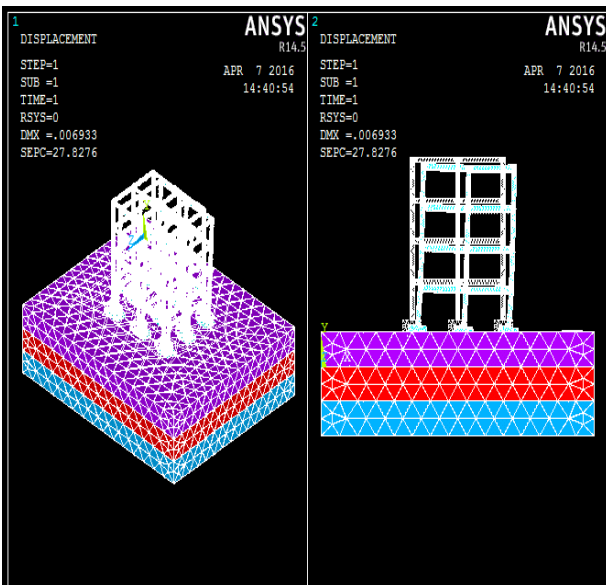 1
ANSYS
R14.5
DISPLACEMENT
STEP=1
SUB =1
TIME=1
RSYS=0
DMX =.006933
SEPC=27.8276
APR 7 2016
14:40:54
Y
Z
2
ANSYS
R14.5
DISPLACEMENT
STEP=1
SUB =1
TIME=1
RSYS=0
DMX =.006933
SEPC=27.8276
APR 7 2016
14:40:54
Y
X